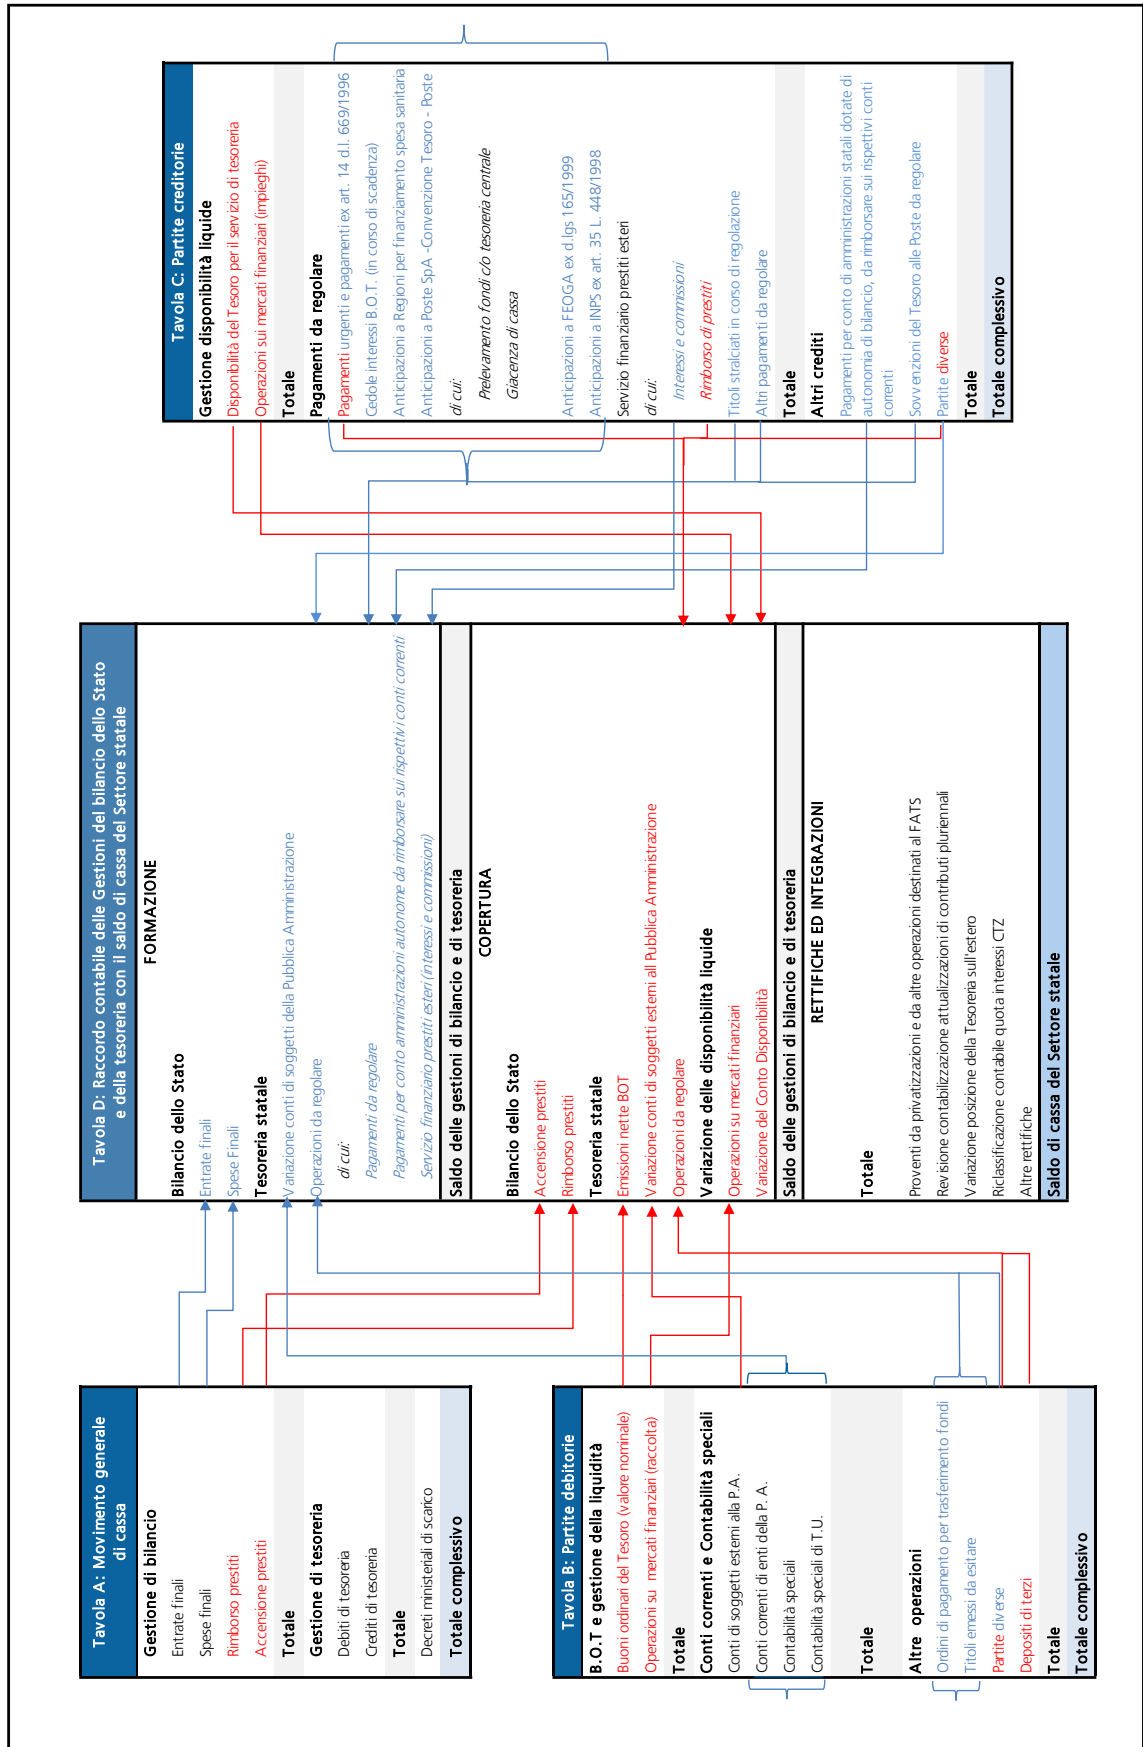 Tavola A: Movimento generale
di cassa
Gestione di bilancio
Entrate finali
Spese finali
Rimborso prestiti
Accensione prestiti
Totale
Gestione di tesoreria
Debiti di tesoreria
Crediti di tesoreria
Totale
Decreti ministeriali di scarico
Totale complessivo
Tavola B: Partite debitorie
B.O.T e gestione della liquidità
Buoni ordinari del Tesoro (valore nominale)
Operazioni su mercati finanziari (raccolta)
Totale
Conti correnti e Contabilità speciali
Conti di soggetti esterni alla P.A.
Conti correnti di enti della P. A.
Contabilità speciali
Contabilità speciali di T.U.
Totale
Altre operazioni
Ordini di pagamento per trasferimento fondi
Titoli emessi da esitare
Partite diverse
Depositi di terzi
Totale
Totale complessivo
Tavola D: Raccordo contabile delle Gestioni del bilancio dello Stato
e della tesoreria con il saldo di cassa del Settore statale
FORMAZIONE
Bilancio dello Stato
Entrate finali
Spese Finali
Tesoreria statale
Variazione conti di soggetti della Pubblica Amministrazione
Operazioni da regolare
di cui:
Pagamenti da regolare
Pagamenti per conto amministrazioni autonome da rimborsare sui rispettivi conti correnti
Servizio finanziario prestiti esteri (interessi e commissioni)
Saldo delle gestioni di bilancio e di tesoreria
COPERTURA
Bilancio dello Stato
Accensione prestiti
Rimborso prestiti
Tesoreria statale
Emissioni nette BOT
Variazione conti di soggetti esterni all Pubblica Amministrazione
Operazioni da regolare
Variazione delle disponibilità liquide
Operazioni su mercati finanziari
Variazione del Conto Disponibilità
Saldo delle gestioni di bilancio e di tesoreria
RETTIFICHE ED INTEGRAZIONI
Totale
Proventi da privatizzazioni e da altre operazioni destinati al FATS
Revisione contabilizzazione attualizzazioni di contributi pluriennali
Variazione posizione della Tesoreria sull'estero
Riclassificazione contabile quota interessi CTZ
Altre rettifiche
Saldo di cassa del Settore statale
Tavola C: Partite creditorie
Gestione disponibilità liquide
Disponibilità del Tesoro per il servizio di tesoreria
Operazioni sui mercati finanziari (impieghi)
Totale
Pagamenti da regolare
Pagamenti urgenti e pagamenti ex art. 14 d.l. 669/1996
Cedole interessi B.O.T. (in corso di scadenza)
Anticipazioni a Regioni per finanziamento spesa sanitaria
Anticipazioni a Poste SpA -Convenzione Tesoro - Poste
di cui:
Prelevamento fondi c/o tesoreria centrale
Giacenza di cassa
Anticipazioni a FEOGA ex d.lgs 165/1999
Anticipazioni a INPS ex art. 35 L. 448/1998
Servizio finanziario prestiti esteri
di cui:
Interessi e commissioni
Rimborso di prestiti
Titoli stralciati in corso di regolazione
Altri pagamenti da regolare
Totale
Altri crediti
Pagamenti per conto di amministrazioni statali dotate di
autonomia di bilancio, da rimborsare sui rispettivi conti
correnti
Sovvenzioni del Tesoro alle Poste da regolare
Partite diverse
Totale
Totale complessivo